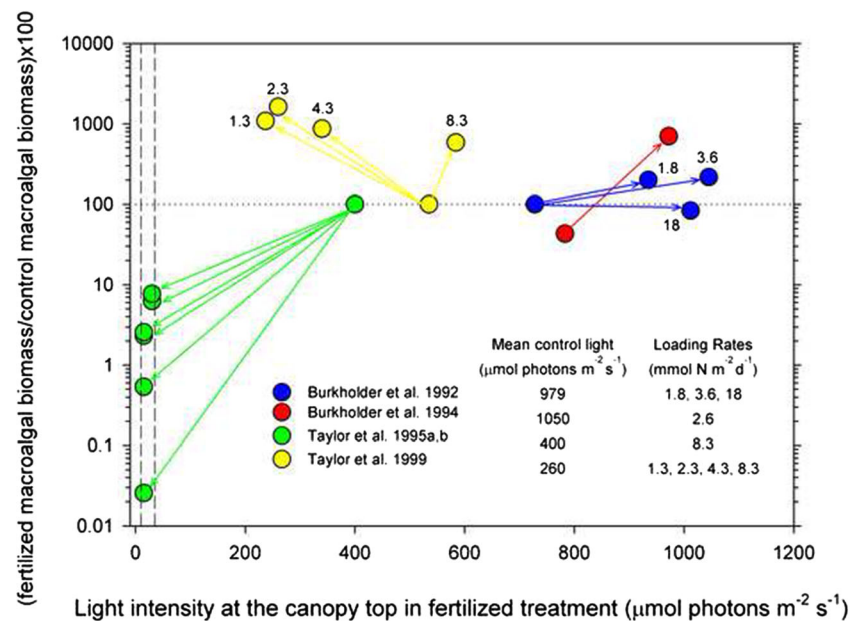 (fertilized macroalgal biomass/control macroalgal biomass)x100
10000
1000
100
10
1
0.1
0.01
2.3
1.3
4.3
8.3
1.8
3.6
18
Mean control light
(μmol photons m⁻² s⁻¹)
Loading Rates
(mmol N m⁻² d⁻¹)
Burkholder et al. 1992 979 1.8, 3.6, 18
Burkholder et al. 1994 1050 2.6
Taylor et al. 1995a,b 400 8.3
Taylor et al. 1999 260 1.3, 2.3, 4.3, 8.3
0 200 400 600 800 1000 1200
Light intensity at the canopy top in fertilized treatment (μmol photons m⁻² s⁻¹)